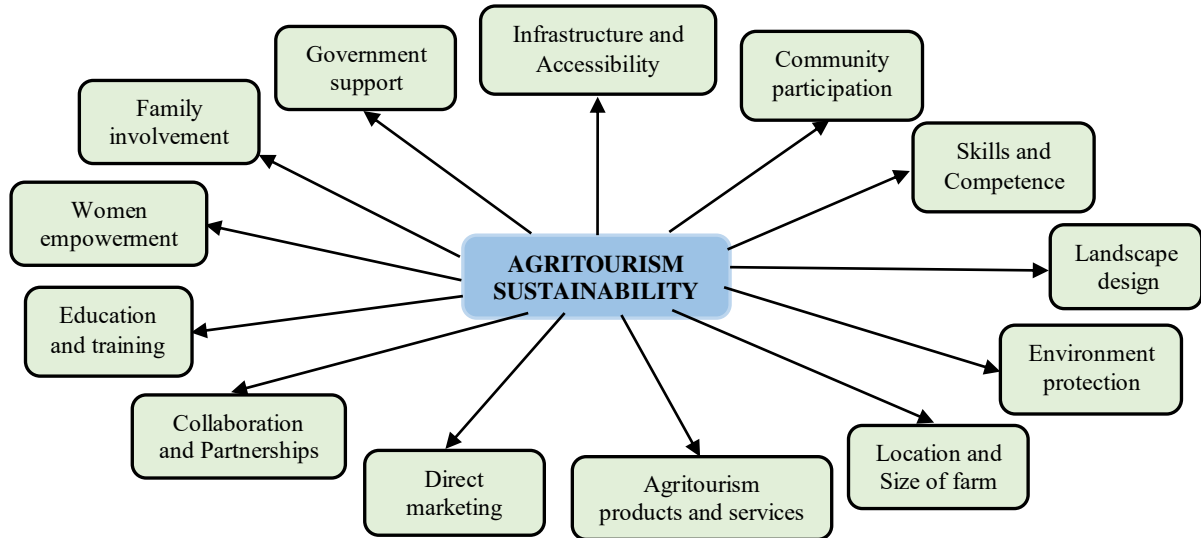 Infrastructure and
Accessibility
Government
support
Community
participation
Family
involvement
Skills and
Competence
Women
empowerment
AGRITOURISM
SUSTAINABILITY
Landscape
design
Education
and training
Environment
protection
Collaboration
and Partnerships
Direct
marketing
Agritourism
products and services
Location and
Size of farm